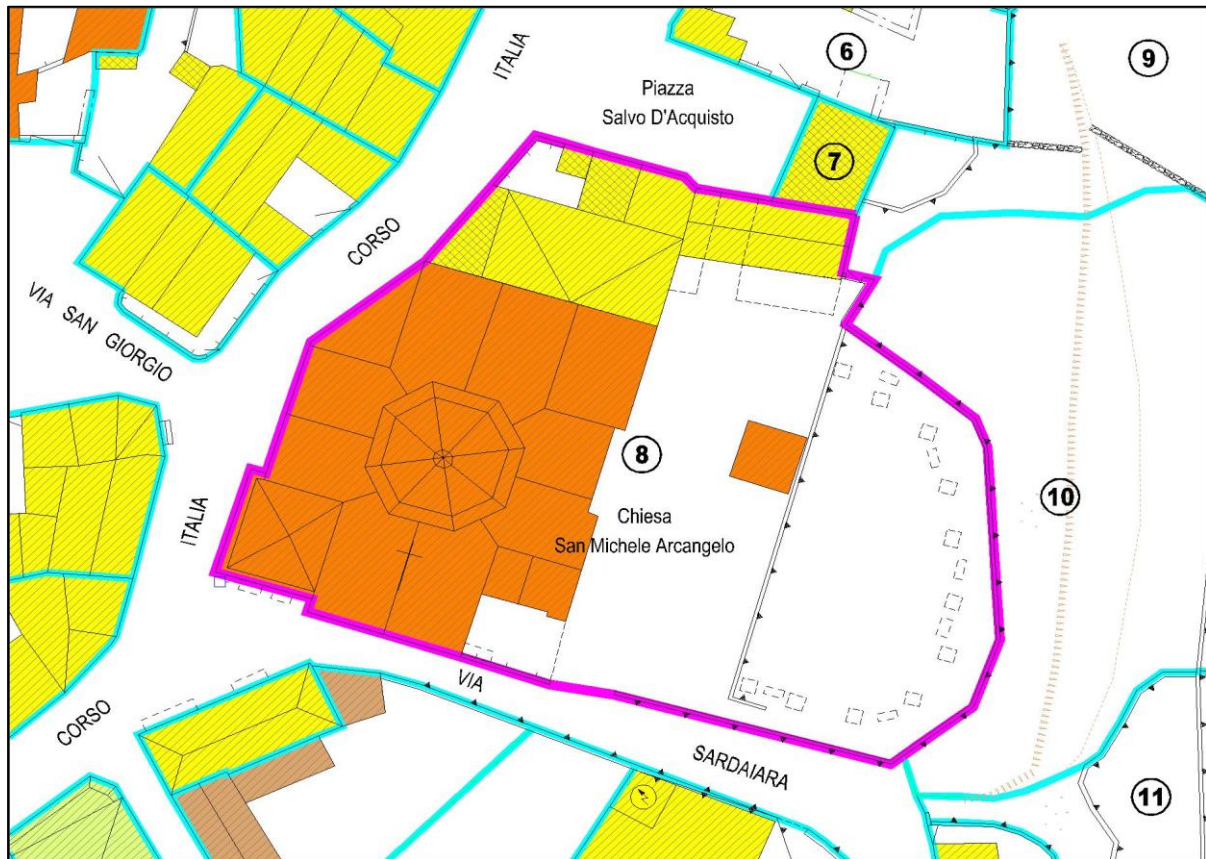 6
9
ITALIA
Piazza
Salvo D'Acquisto
7
CORSO
VIA SAN GIORGIO
8
10
Chiesa
San Michele Arcangelo
ITALIA
VIA
CORSO
SARDAIARA
11